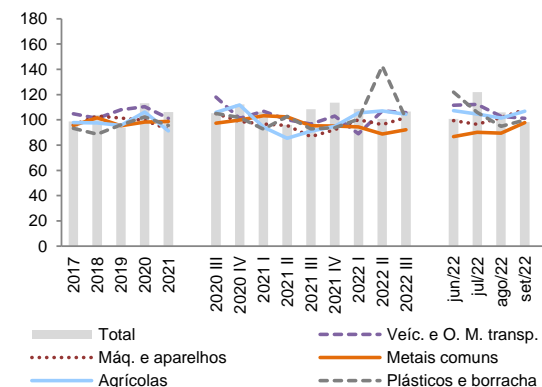 180
160
140
120
100
80
60
40
20
0
2017
2018
2019
2020
2021
2020 III
2020 IV
2021 I
2021 II
2021 III
2021 IV
2022 I
2022 II
2022 III
jun/22
jul/22
ago/22
set/22
Total
Veíc. e O. M. transp.
Máq. e aparelhos
Metais comuns
Agrícolas
Plásticos e borracha